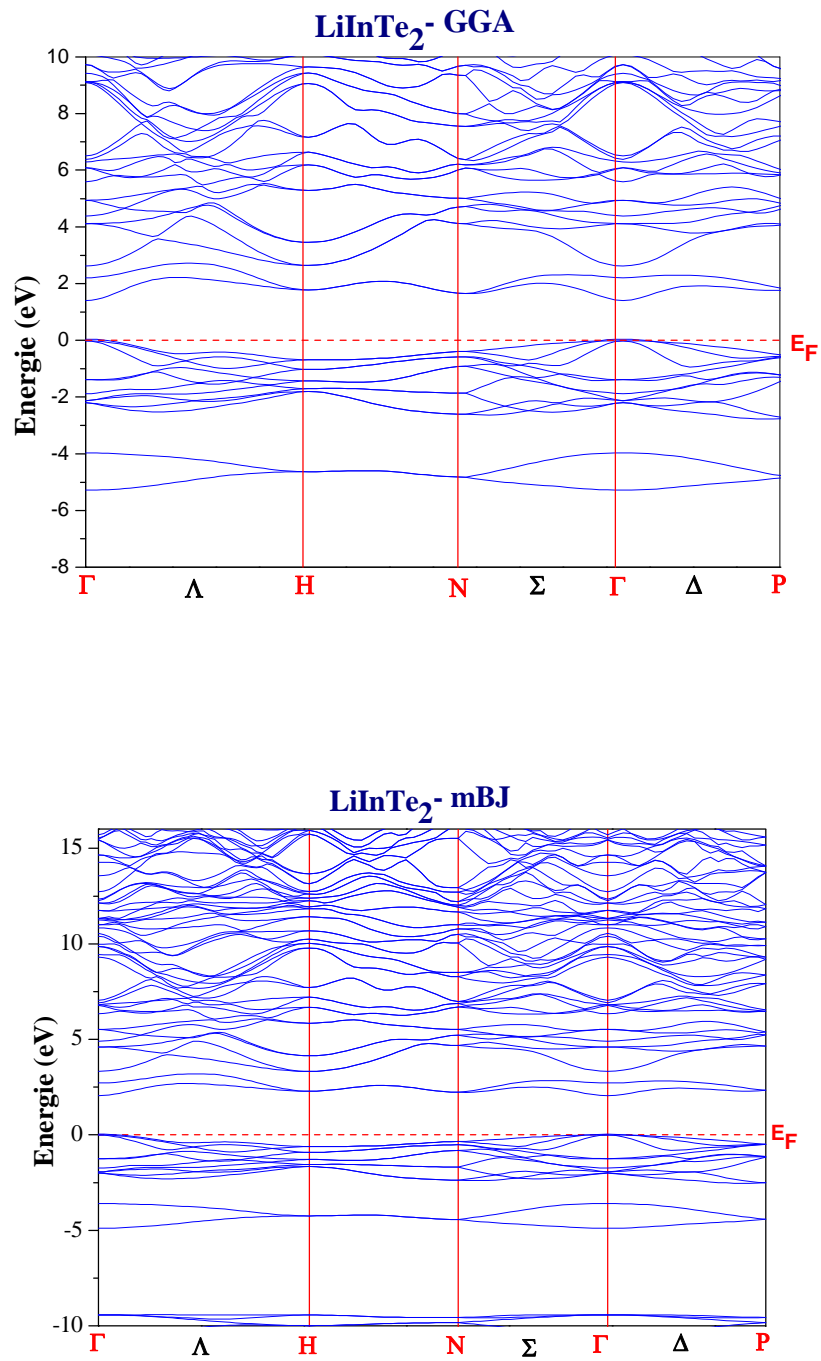 LiInTe2- GGA
10
8
6
4
2
0
-2
-4
-6
-8
Energie (eV)
EF
Γ Λ H N Σ Γ Δ P
LiInTe2- mBJ
15
10
5
0
-5
-10
Energie (eV)
EF
Γ Λ H N Σ Γ Δ P